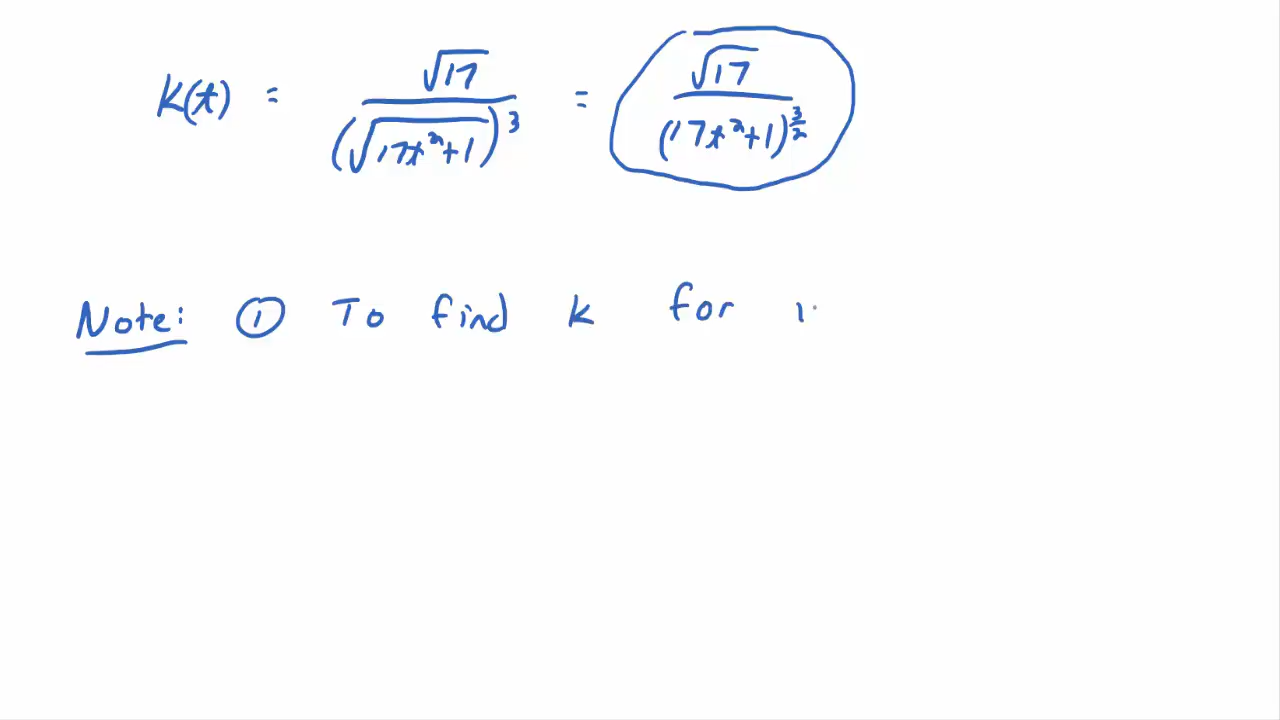 K(t) = √17 / (√(17t²+1))³ = √17 / (17t²+1)^(3/2)
Note: ① To find K for